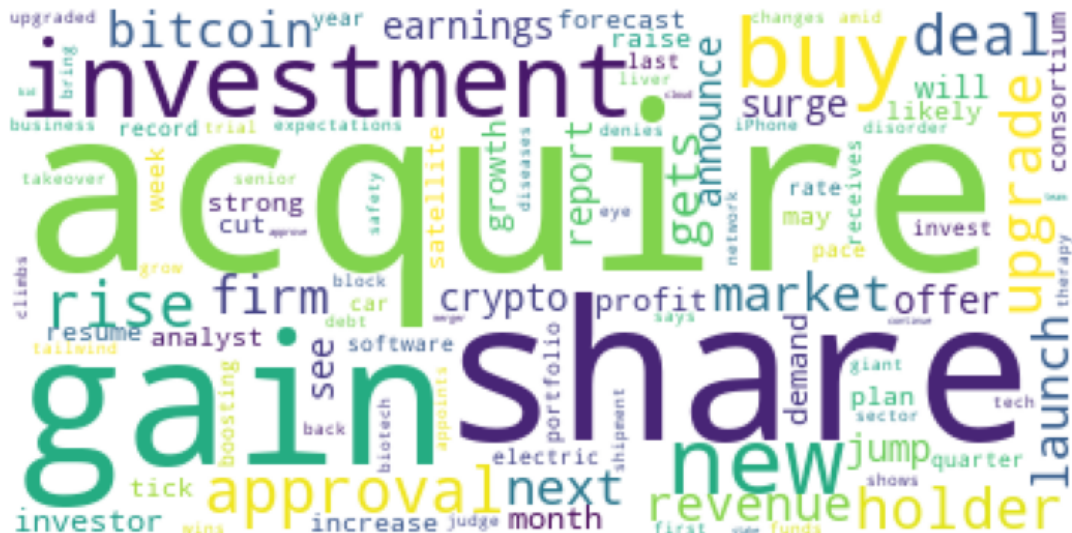 upgraded bitcoin year earnings forecast changes amid
investment raise last buy deal
bring liver cloud surge will consortium
likely announce upgrade
business record trial expectations denies iPhone disorder
acquire
takeover senior week satellite growth diseases report gets
strong safety eye network rate receives
cut approve may invest
pace therapy
climbs grow block
rise firm car crypto profit market offer
resume analyst debt merger says continue
tailwind software see share launch
gain portfolio demand giant
boosting plan tech
back biotech appoints shipment sector
electric new jump quarter
tick approval next shows
revenue holder
investor increase judge month first funds
wins